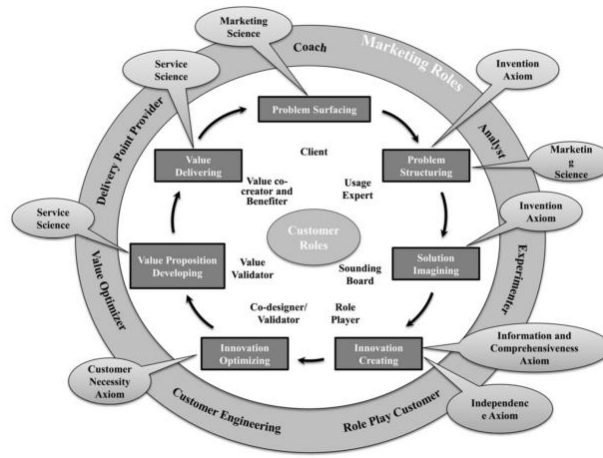 Marketing
Science
Coach
Marketing Roles
Service
Science
Invention
Axiom
Problem Surfacing
Delivery Point Provider
Analyst
Client
Value
Delivering
Problem
Structuring
Marketin
g Science
Value co-
creator and
Benefiter
Usage
Expert
Invention
Axiom
Service
Science
Customer
Roles
Value Proposition
Developing
Value
Validator
Sounding
Board
Solution
Imagining
Experimenter
Value Optimizer
Co-designer/
Validator
Role
Player
Innovation
Optimizing
Innovation
Creating
Information and
Comprehensiveness
Axiom
Customer
Necessity
Axiom
Independenc
e Axiom
Customer Engineering
Role Play Customer